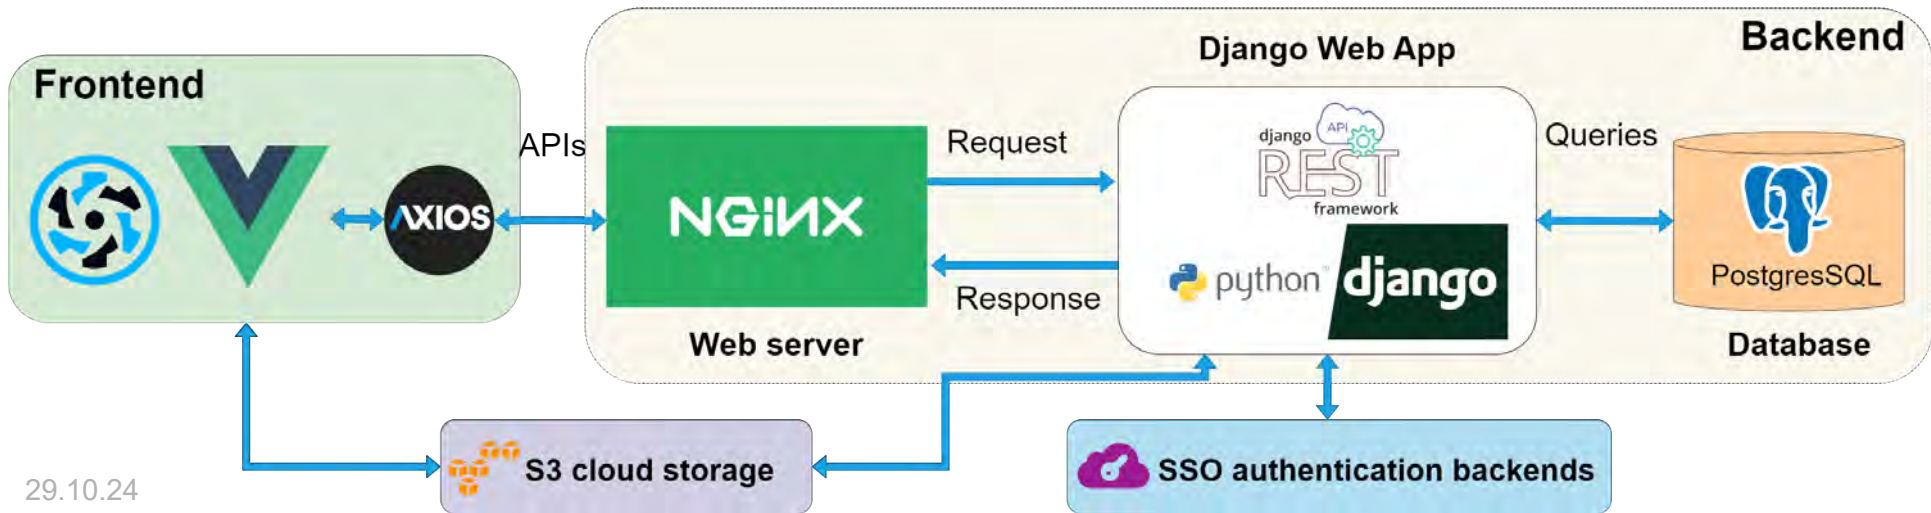 Frontend
AXIOS
APIs
Backend
Django Web App
NGINX
Web server
Request
Response
django
API
REST
framework
python
django
Queries
PostgresSQL
Database
S3 cloud storage
SSO authentication backends
29.10.24